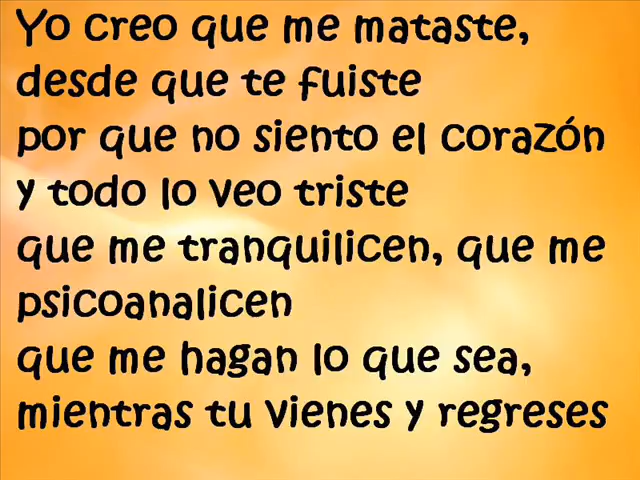 Yo creo que me mataste,
desde que te fuiste
por que no siento el corazón
y todo lo veo triste
que me tranquilicen, que me
psicoanalicen
que me hagan lo que sea,
mientras tu vienes y regreses